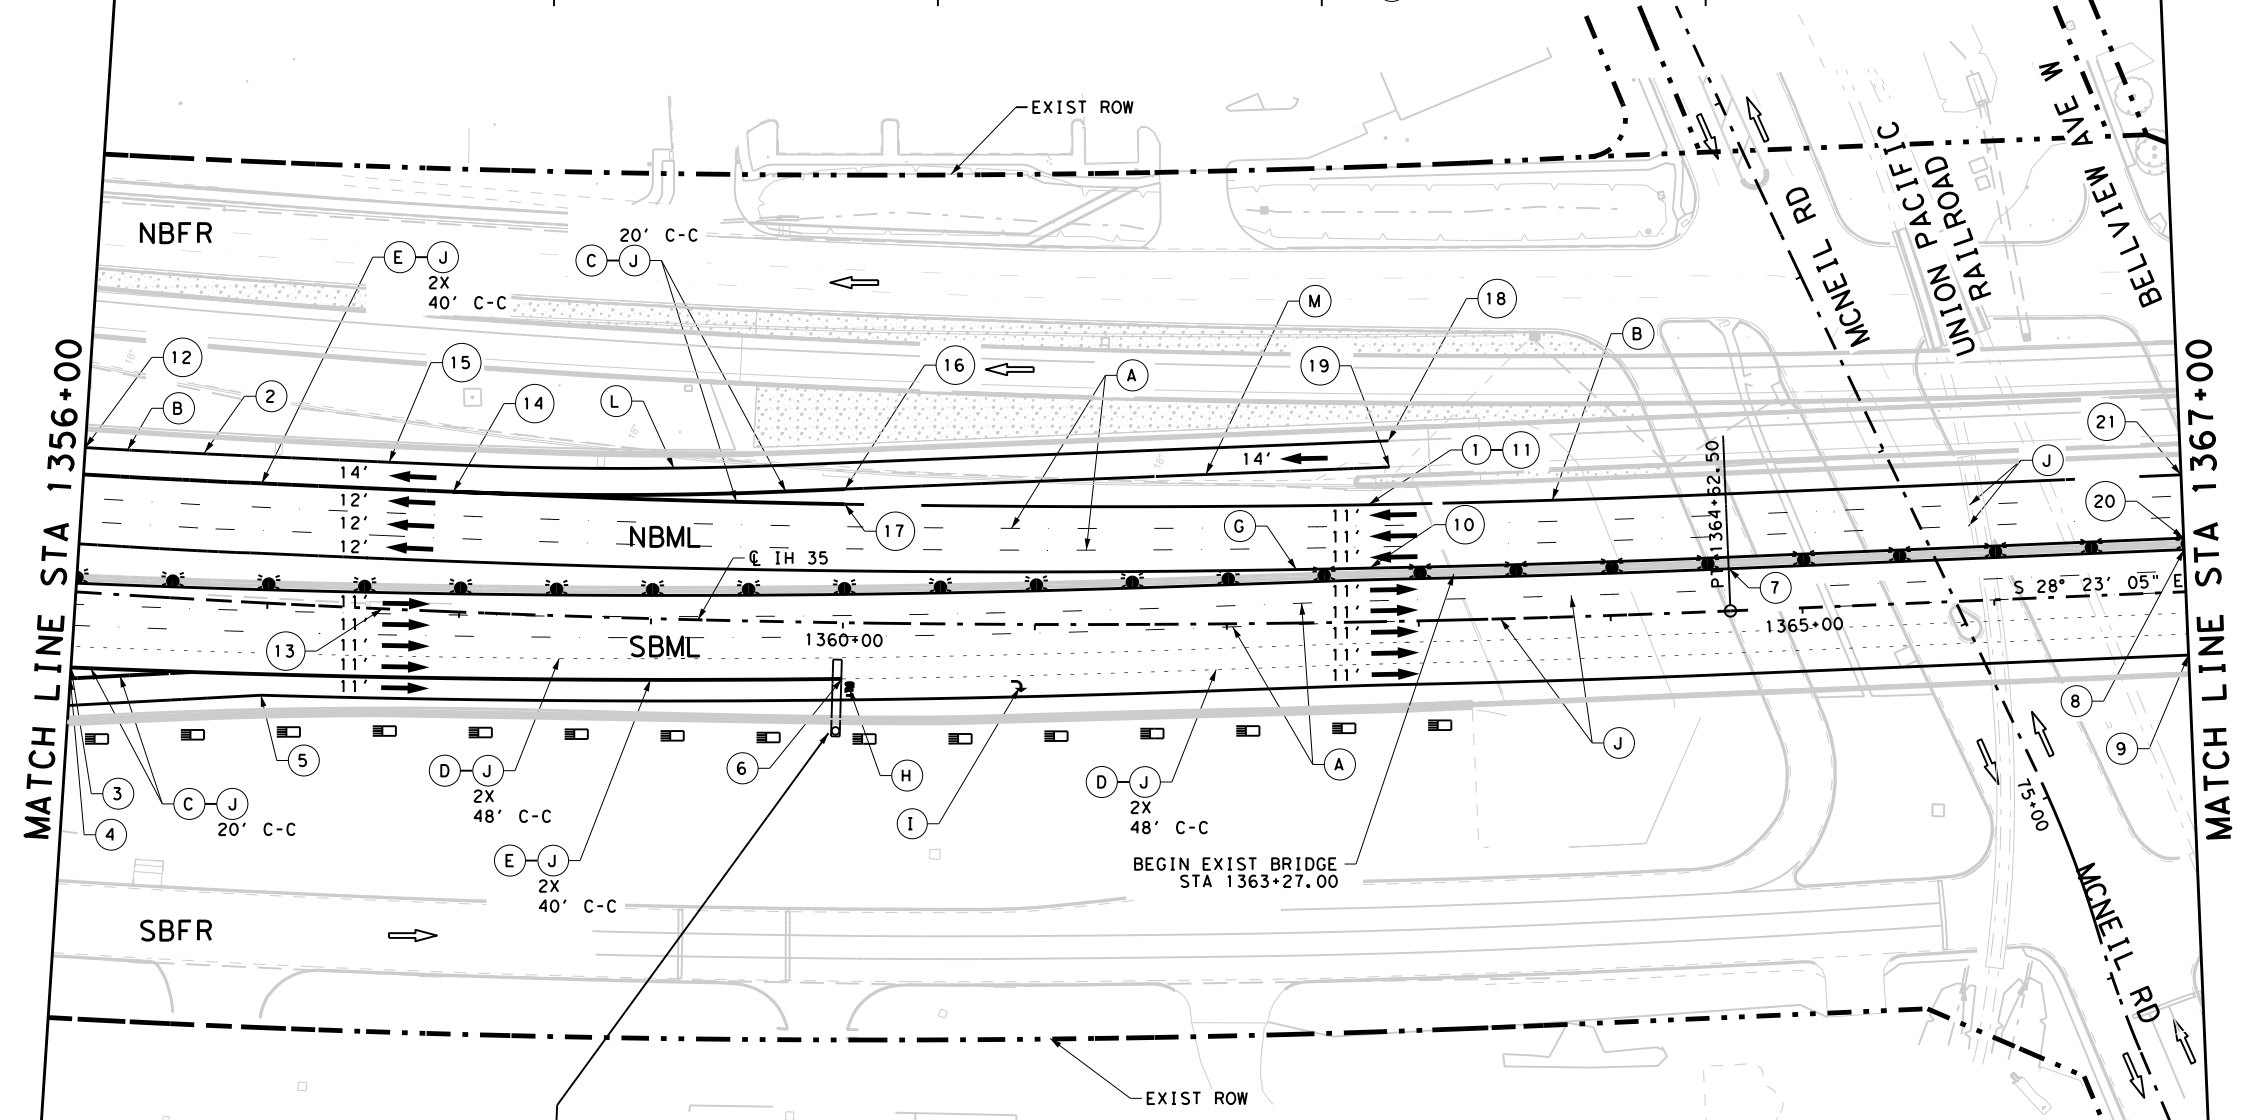 EXIST ROW
MCNEIL RD
UNION PACIFIC
RAILROAD
BELLVIEW AVE W
NBFR
20' C-C
E J
2X
40' C-C
C J
M
18
B
MATCH LINE STA 1356+00
MATCH LINE STA 1367+00
12
15
16
19
A
2
B
14
L
21
14'
14'
1 11
J
12'
12'
12'
NBML
17
G
11'
11'
11'
10
20
℄ IH 35
PT 1364+62.50
7
S 28° 23' 05" E
11'
11'
11'
11'
11'
13
SBML
1360+00
11'
11'
11'
11'
11'
1365+00
8
9
3
4
5
C J
20' C-C
D J
2X
48' C-C
6
H
I
D J
2X
48' C-C
A
J
75+00
E J
2X
40' C-C
BEGIN EXIST BRIDGE
STA 1363+27.00
SBFR
MCNEIL RD
EXIST ROW
18"
18"
18"